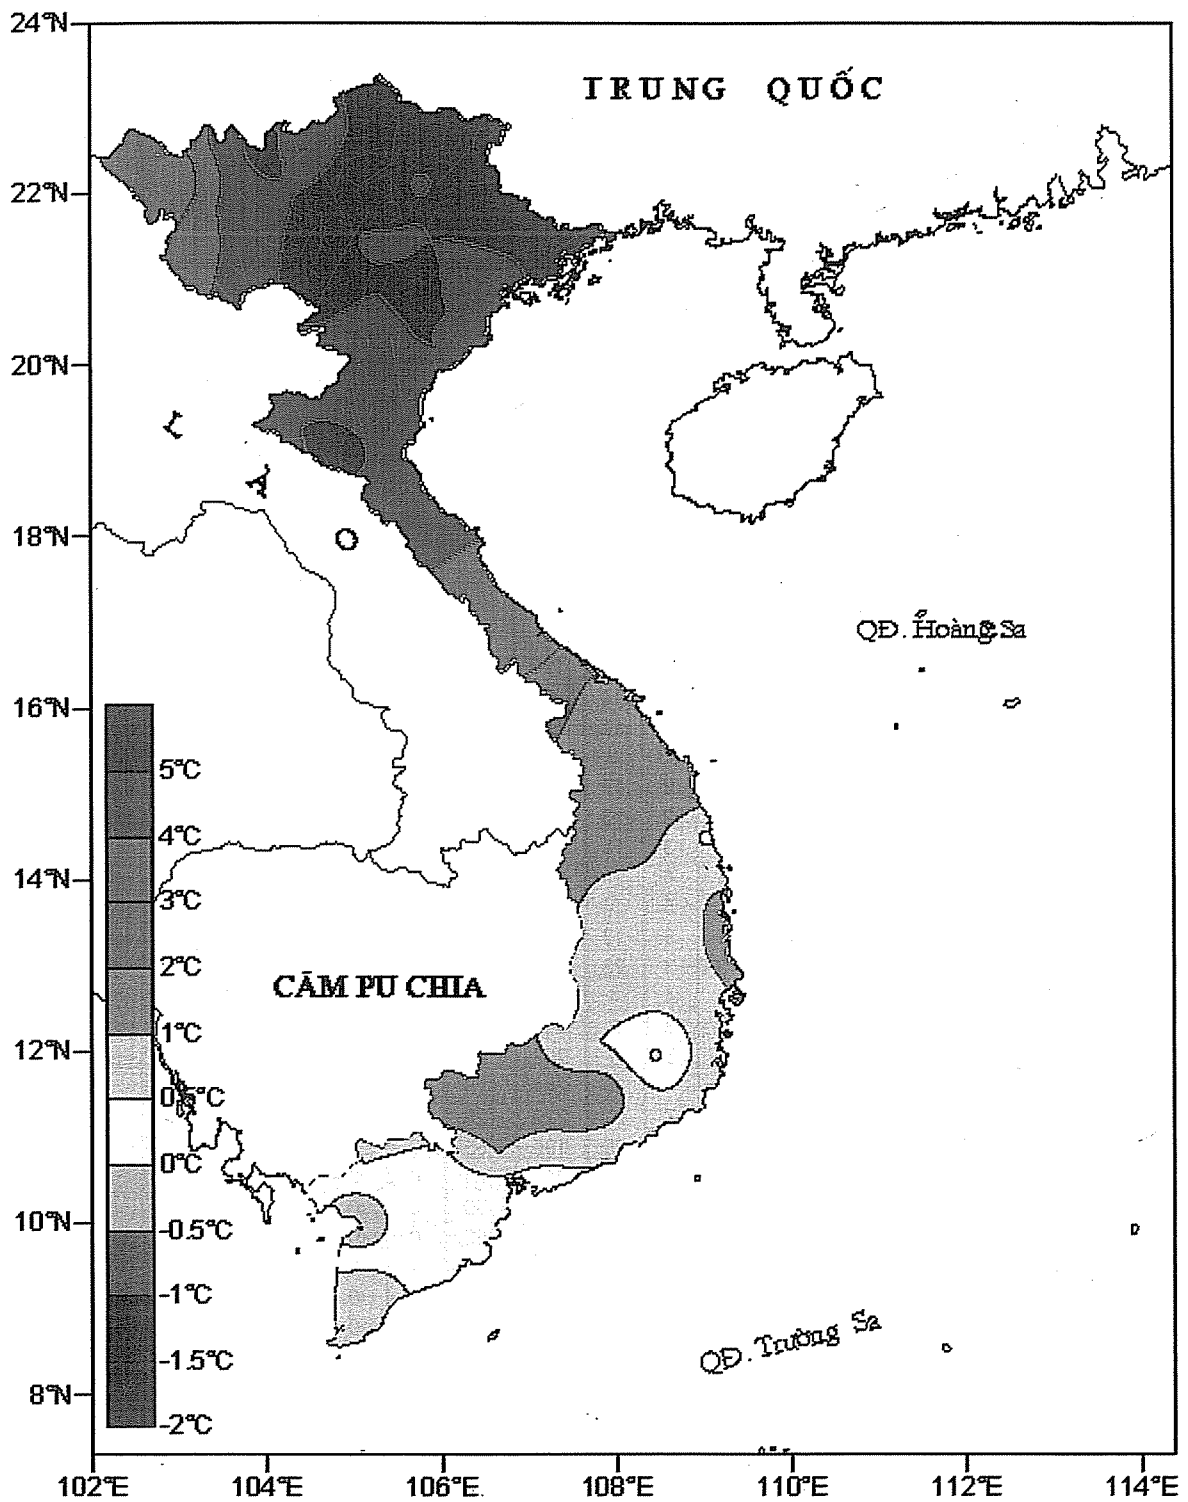 24°N
TRUNG QUỐC
22°N
20°N
18°N
QĐ. Hoàng Sa
16°N
5°C
4°C
14°N
3°C
2°C
CĂM PU CHIA
1°C
12°N
0.5°C
0°C
10°N
-0.5°C
-1°C
QĐ. Trường Sa
-1.5°C
8°N
-2°C
102°E 104°E 106°E 108°E 110°E 112°E 114°E